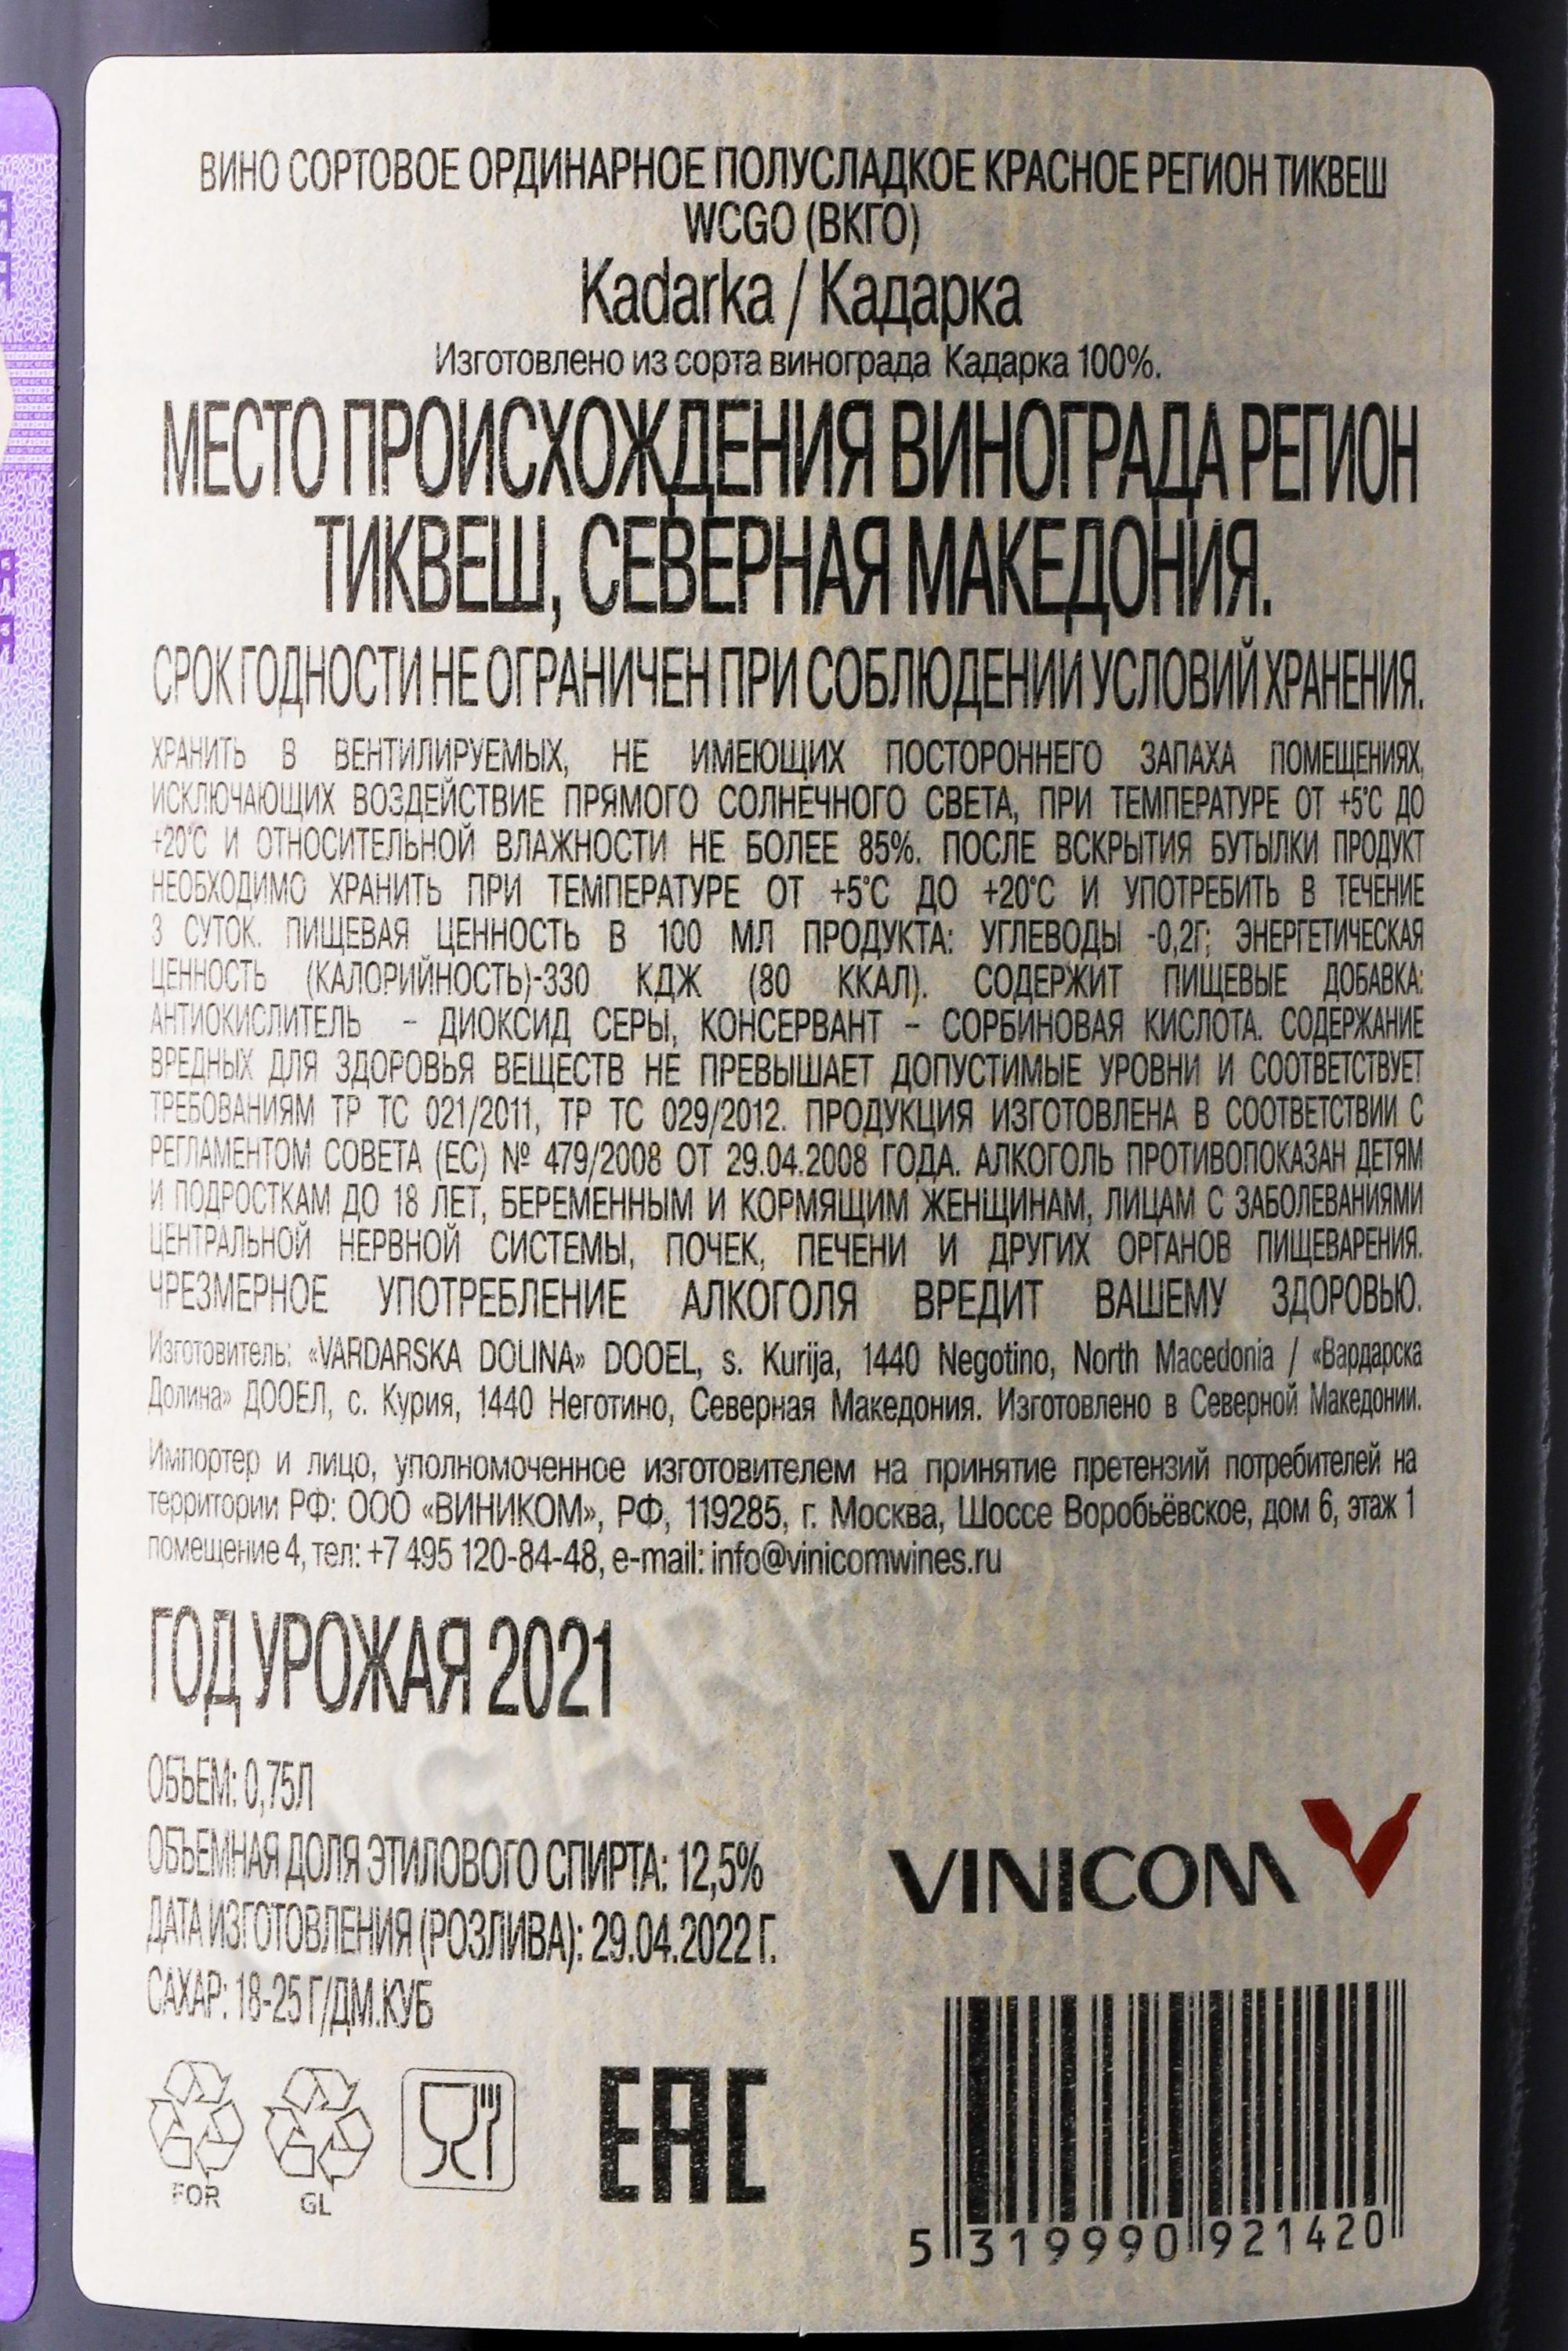 ВИНО СОРТОВОЕ ОРДИНАРНОЕ ПОЛУСЛАДКОЕ КРАСНОЕ РЕГИОН ТИКВЕШ
WCGO (ВКГО)
Kadarka / Кадарка
Изготовлено из сорта винограда Кадарка 100%.
МЕСТО ПРОИСХОЖДЕНИЯ ВИНОГРАДА РЕГИОН
ТИКВЕШ, СЕВЕРНАЯ МАКЕДОНИЯ.
СРОК ГОДНОСТИ НЕ ОГРАНИЧЕН ПРИ СОБЛЮДЕНИИ УСЛОВИЙ ХРАНЕНИЯ.
ХРАНИТЬ В ВЕНТИЛИРУЕМЫХ, НЕ ИМЕЮЩИХ ПОСТОРОННЕГО ЗАПАХА ПОМЕЩЕНИЯХ,
ИСКЛЮЧАЮЩИХ ВОЗДЕЙСТВИЕ ПРЯМОГО СОЛНЕЧНОГО СВЕТА, ПРИ ТЕМПЕРАТУРЕ ОТ +5°С ДО
+20°С И ОТНОСИТЕЛЬНОЙ ВЛАЖНОСТИ НЕ БОЛЕЕ 85%. ПОСЛЕ ВСКРЫТИЯ БУТЫЛКИ ПРОДУКТ
НЕОБХОДИМО ХРАНИТЬ ПРИ ТЕМПЕРАТУРЕ ОТ +5°С ДО +20°С И УПОТРЕБИТЬ В ТЕЧЕНИЕ
3 СУТОК. ПИЩЕВАЯ ЦЕННОСТЬ В 100 МЛ ПРОДУКТА: УГЛЕВОДЫ -0,2Г; ЭНЕРГЕТИЧЕСКАЯ
ЦЕННОСТЬ (КАЛОРИЙНОСТЬ)-330 КДЖ (80 ККАЛ). СОДЕРЖИТ ПИЩЕВЫЕ ДОБАВКА:
АНТИОКИСЛИТЕЛЬ – ДИОКСИД СЕРЫ, КОНСЕРВАНТ – СОРБИНОВАЯ КИСЛОТА. СОДЕРЖАНИЕ
ВРЕДНЫХ ДЛЯ ЗДОРОВЬЯ ВЕЩЕСТВ НЕ ПРЕВЫШАЕТ ДОПУСТИМЫЕ УРОВНИ И СООТВЕТСТВУЕТ
ТРЕБОВАНИЯМ ТР ТС 021/2011, ТР ТС 029/2012. ПРОДУКЦИЯ ИЗГОТОВЛЕНА В СООТВЕТСТВИИ С
РЕГЛАМЕНТОМ СОВЕТА (ЕС) № 479/2008 ОТ 29.04.2008 ГОДА. АЛКОГОЛЬ ПРОТИВОПОКАЗАН ДЕТЯМ
И ПОДРОСТКАМ ДО 18 ЛЕТ, БЕРЕМЕННЫМ И КОРМЯЩИМ ЖЕНЩИНАМ, ЛИЦАМ С ЗАБОЛЕВАНИЯМИ
ЦЕНТРАЛЬНОЙ НЕРВНОЙ СИСТЕМЫ, ПОЧЕК, ПЕЧЕНИ И ДРУГИХ ОРГАНОВ ПИЩЕВАРЕНИЯ.
ЧРЕЗМЕРНОЕ УПОТРЕБЛЕНИЕ АЛКОГОЛЯ ВРЕДИТ ВАШЕМУ ЗДОРОВЬЮ.
Изготовитель: «VARDARSKA DOLINA» DOOEL, s. Kurija, 1440 Negotino, North Macedonia / «Вардарска
Долина» ДООЕЛ, с. Курия, 1440 Неготино, Северная Македония. Изготовлено в Северной Македонии.
Импортер и лицо, уполномоченное изготовителем на принятие претензий потребителей на
территории РФ: ООО «ВИНИКОМ», РФ, 119285, г. Москва, Шоссе Воробьёвское, дом 6, этаж 1
помещение 4, тел: +7 495 120-84-48, e-mail: info@vinicomwines.ru
ГОД УРОЖАЯ 2021
ОБЪЕМ: 0,75Л
ОБЪЕМНАЯ ДОЛЯ ЭТИЛОВОГО СПИРТА: 12,5%
ДАТА ИЗГОТОВЛЕНИЯ (РОЗЛИВА): 29.04.2022 Г.
САХАР: 18-25 Г/ДМ.КУБ
VINICOM
FOR
GL
EAC
5 319990 921420